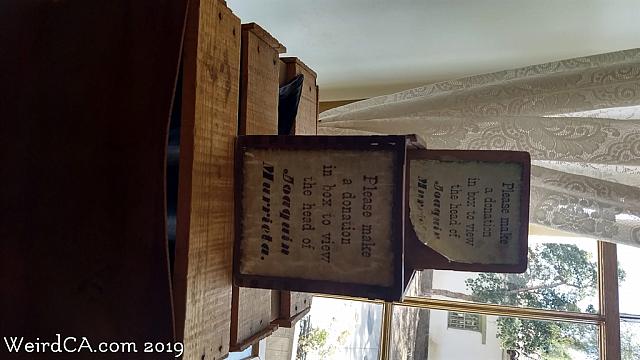 Please make
a donation
in box to view
the head of
Joaquin
Please make
a donation
in box to view
the head of
Joaquin
Murrieta.
WeirdCA.com 2019